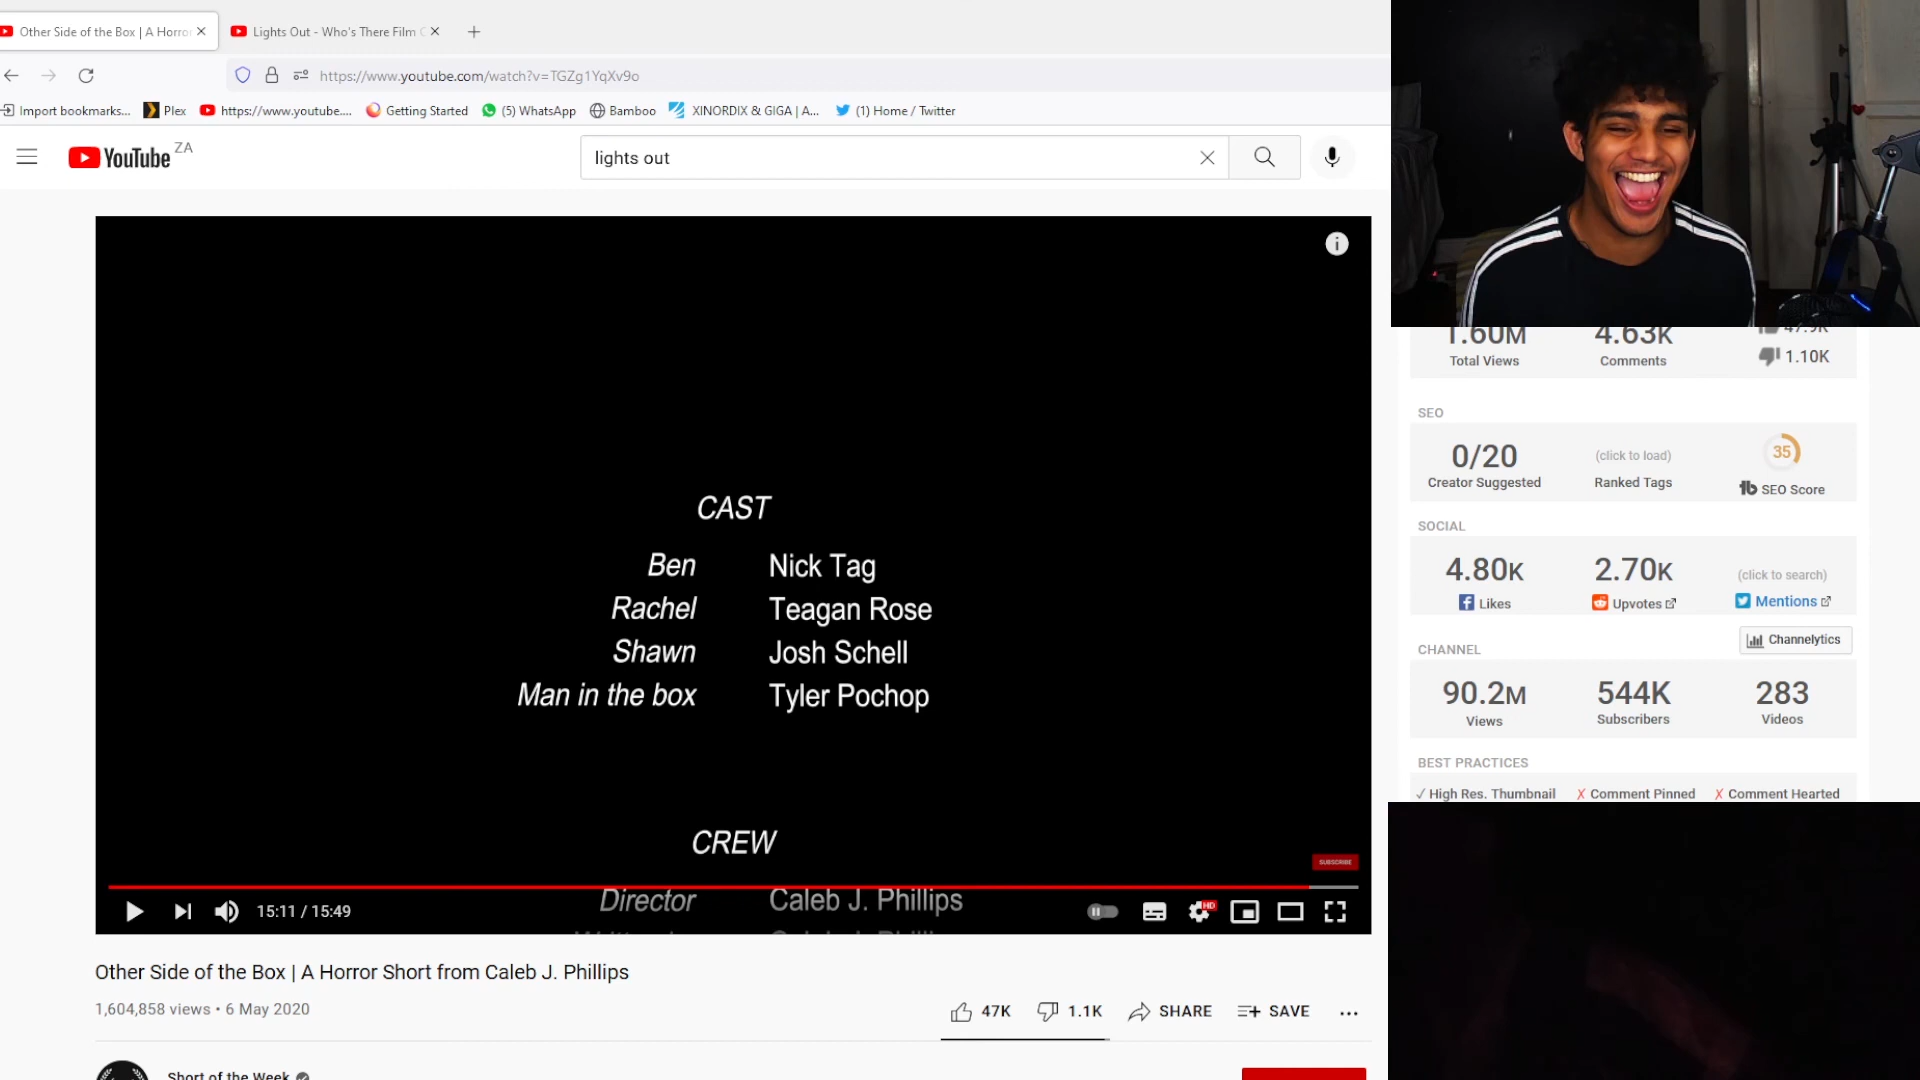 Other Side of the Box | A Horror
Lights Out - Who's There Film
https://www.youtube.com/watch?v=TGZg1YqXv9o
Import bookmarks...
Plex
https://www.youtube....
Getting Started
(5) WhatsApp
Bamboo
XINORDIX & GIGA | A...
(1) Home / Twitter
YouTube ZA
lights out
CAST
Ben Nick Tag
Rachel Teagan Rose
Shawn Josh Schell
Man in the box Tyler Pochop
CREW
SUBSCRIBE
Director Caleb J. Phillips
15:11 / 15:49
HD
Other Side of the Box | A Horror Short from Caleb J. Phillips
1,604,858 views • 6 May 2020
47K
1.1K
SHARE
SAVE
Short of the Week
1.60M
Total Views
4.63K
Comments
47.9K
1.10K
SEO
0/20
Creator Suggested
(click to load)
Ranked Tags
35
SEO Score
SOCIAL
4.80K
Likes
2.70K
Upvotes
(click to search)
Mentions
CHANNEL
Channelytics
90.2M
Views
544K
Subscribers
283
Videos
BEST PRACTICES
High Res. Thumbnail
Comment Pinned
Comment Hearted